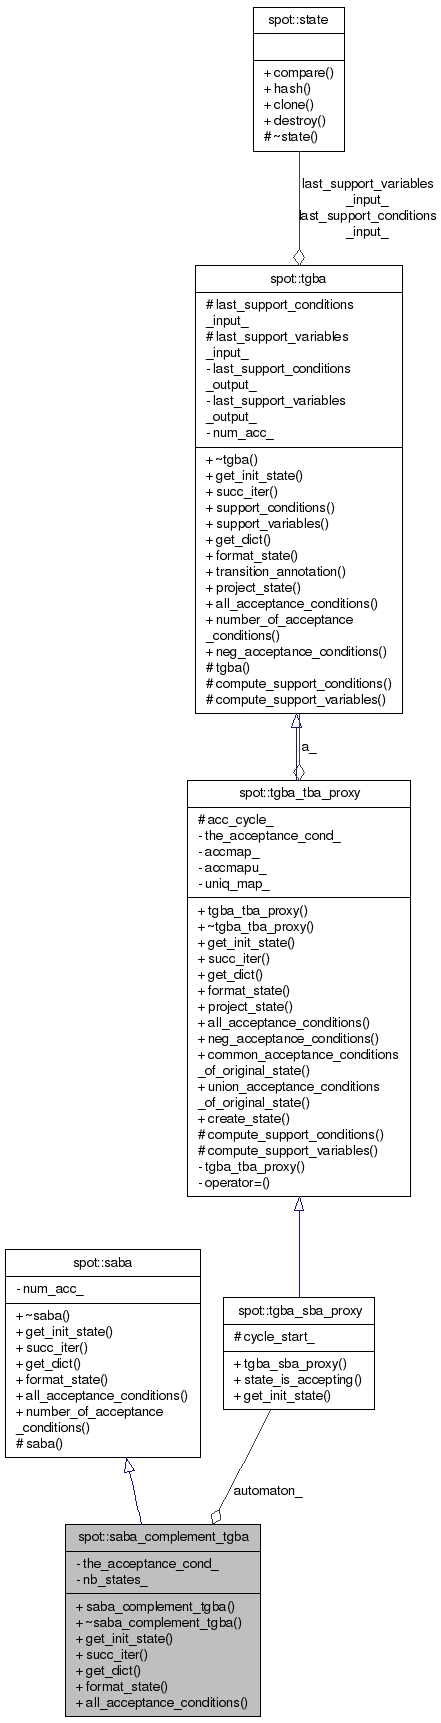 spot::state
+ compare()
+ hash()
+ clone()
+ destroy()
# ~state()
last_support_variables
_input_
last_support_conditions
_input_
spot::tgba
# last_support_conditions
_input_
# last_support_variables
_input_
- last_support_conditions
_output_
- last_support_variables
_output_
- num_acc_
+ ~tgba()
+ get_init_state()
+ succ_iter()
+ support_conditions()
+ support_variables()
+ get_dict()
+ format_state()
+ transition_annotation()
+ project_state()
+ all_acceptance_conditions()
+ number_of_acceptance
_conditions()
+ neg_acceptance_conditions()
# tgba()
# compute_support_conditions()
# compute_support_variables()
a_
spot::tgba_tba_proxy
# acc_cycle_
- the_acceptance_cond_
- accmap_
- accmapu_
- uniq_map_
+ tgba_tba_proxy()
+ ~tgba_tba_proxy()
+ get_init_state()
+ succ_iter()
+ get_dict()
+ format_state()
+ project_state()
+ all_acceptance_conditions()
+ neg_acceptance_conditions()
+ common_acceptance_conditions
_of_original_state()
+ union_acceptance_conditions
_of_original_state()
+ create_state()
# compute_support_conditions()
# compute_support_variables()
- tgba_tba_proxy()
- operator=()
spot::saba
- num_acc_
+ ~saba()
+ get_init_state()
+ succ_iter()
+ get_dict()
+ format_state()
+ all_acceptance_conditions()
+ number_of_acceptance
_conditions()
# saba()
spot::tgba_sba_proxy
# cycle_start_
+ tgba_sba_proxy()
+ state_is_accepting()
+ get_init_state()
automaton_
spot::saba_complement_tgba
- the_acceptance_cond_
- nb_states_
+ saba_complement_tgba()
+ ~saba_complement_tgba()
+ get_init_state()
+ succ_iter()
+ get_dict()
+ format_state()
+ all_acceptance_conditions()